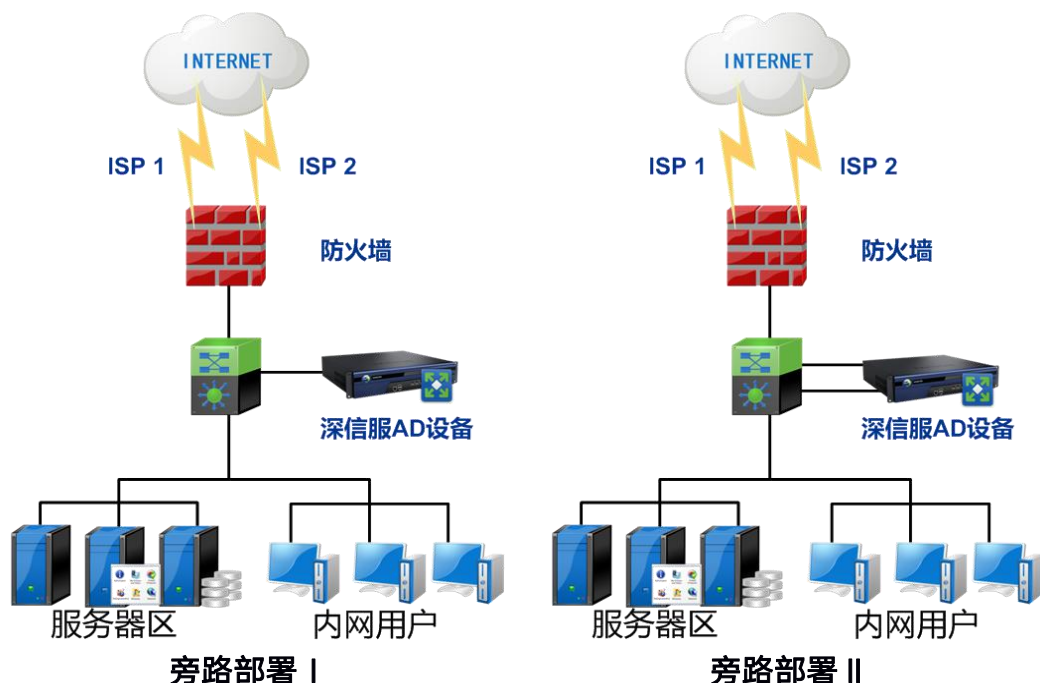 INTERNET
ISP 1
ISP 2
防火墙
深信服AD设备
服务器区
内网用户
旁路部署 Ⅰ
INTERNET
ISP 1
ISP 2
防火墙
深信服AD设备
服务器区
内网用户
旁路部署 Ⅱ